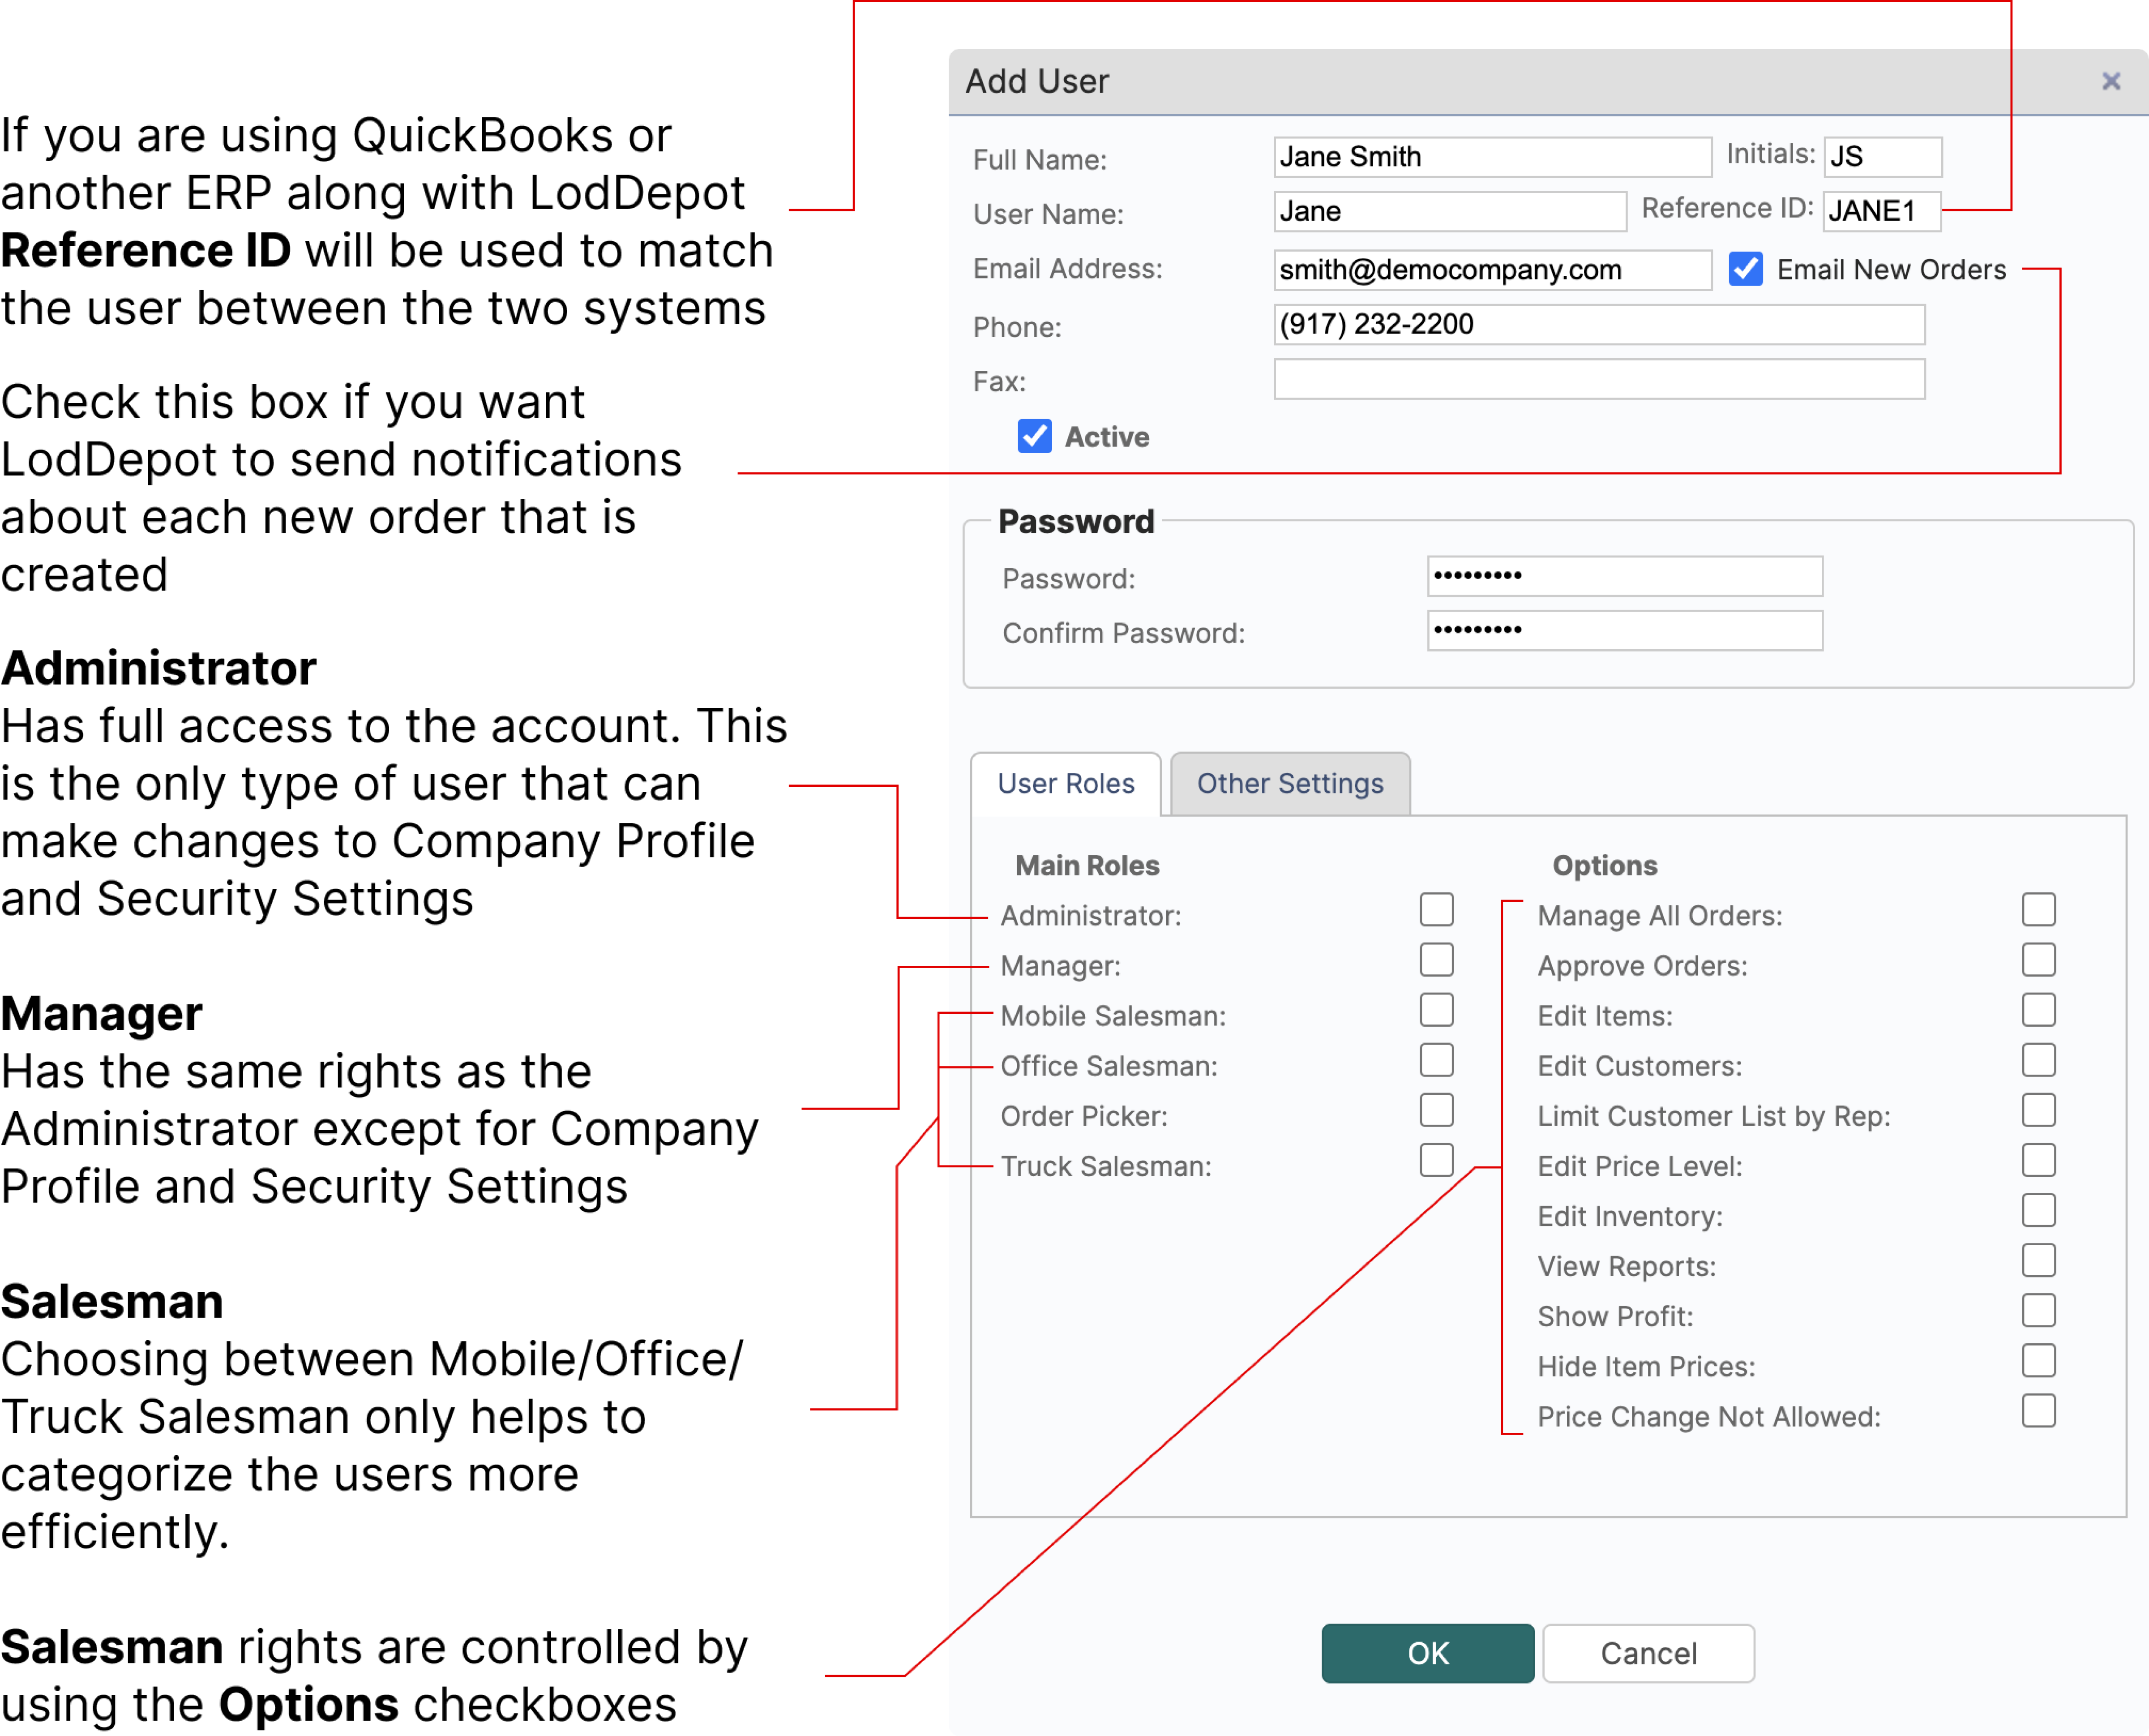 If you are using QuickBooks or
another ERP along with LodDepot
Reference ID will be used to match
the user between the two systems
Check this box if you want
LodDepot to send notifications
about each new order that is
created
Administrator
Has full access to the account. This
is the only type of user that can
make changes to Company Profile
and Security Settings
Manager
Has the same rights as the
Administrator except for Company
Profile and Security Settings
Salesman
Choosing between Mobile/Office/
Truck Salesman only helps to
categorize the users more
efficiently.
Salesman rights are controlled by
using the Options checkboxes
Add User
Full Name: Jane Smith Initials: JS
User Name: Jane Reference ID: JANE1
Email Address: smith@democompany.com Email New Orders
Phone: (917) 232-2200
Fax:
Active
Password
Password: •••••••••
Confirm Password: •••••••••
User Roles Other Settings
Main Roles
Administrator:
Manager:
Mobile Salesman:
Office Salesman:
Order Picker:
Truck Salesman:
Options
Manage All Orders:
Approve Orders:
Edit Items:
Edit Customers:
Limit Customer List by Rep:
Edit Price Level:
Edit Inventory:
View Reports:
Show Profit:
Hide Item Prices:
Price Change Not Allowed:
OK Cancel